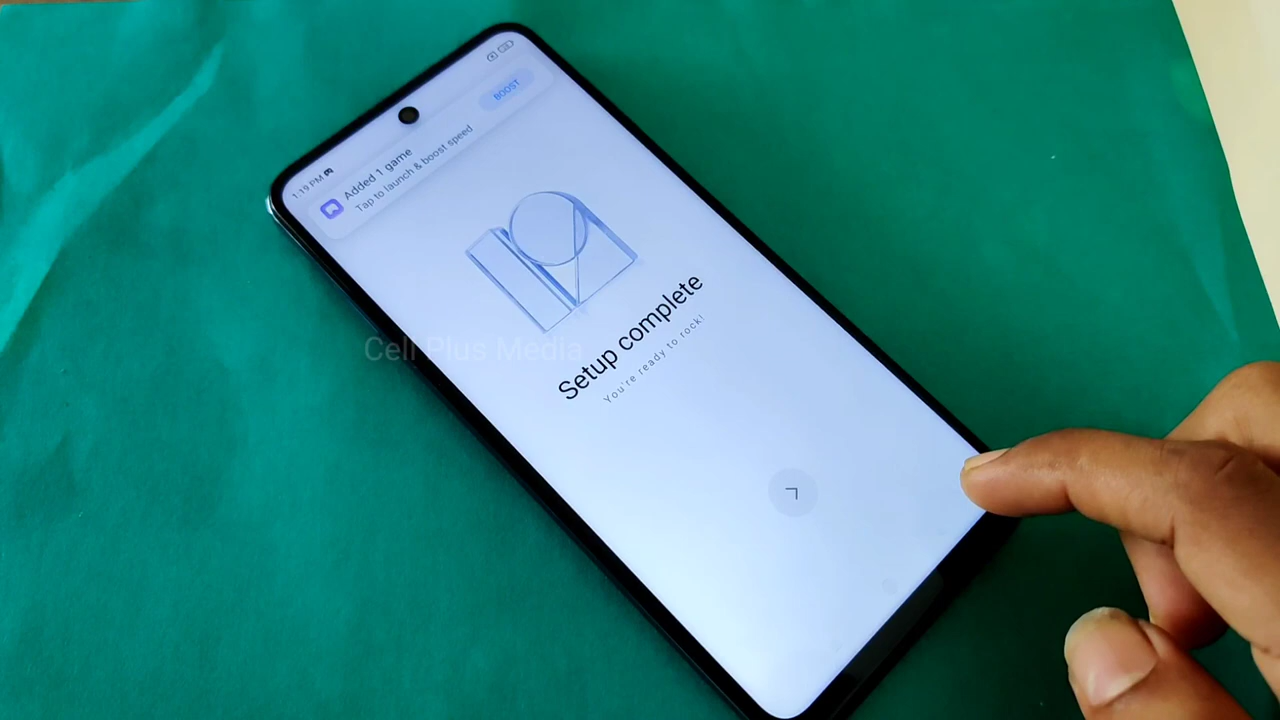 1:19 PM
Added 1 game
Tap to launch & boost speed
BOOST
Setup complete
You're ready to rock!
Cell Plus Media